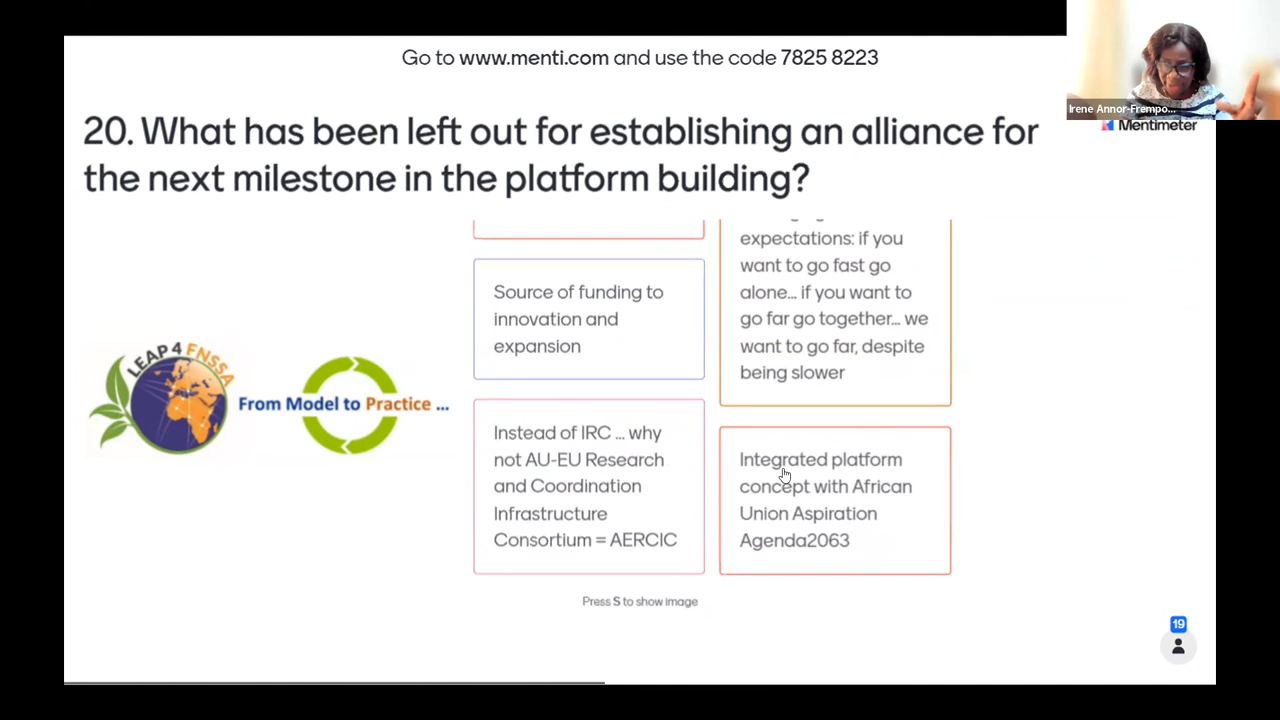 Go to www.menti.com and use the code 7825 8223
Irene Annor-Frempo...
Mentimeter
20. What has been left out for establishing an alliance for
the next milestone in the platform building?
LEAP 4 FNSSA
From Model to Practice ...
Source of funding to
innovation and
expansion
Instead of IRC ... why
not AU-EU Research
and Coordination
Infrastructure
Consortium = AERCIC
expectations: if you
want to go fast go
alone... if you want to
go far go together... we
want to go far, despite
being slower
Integrated platform
concept with African
Union Aspiration
Agenda2063
Press S to show image
19